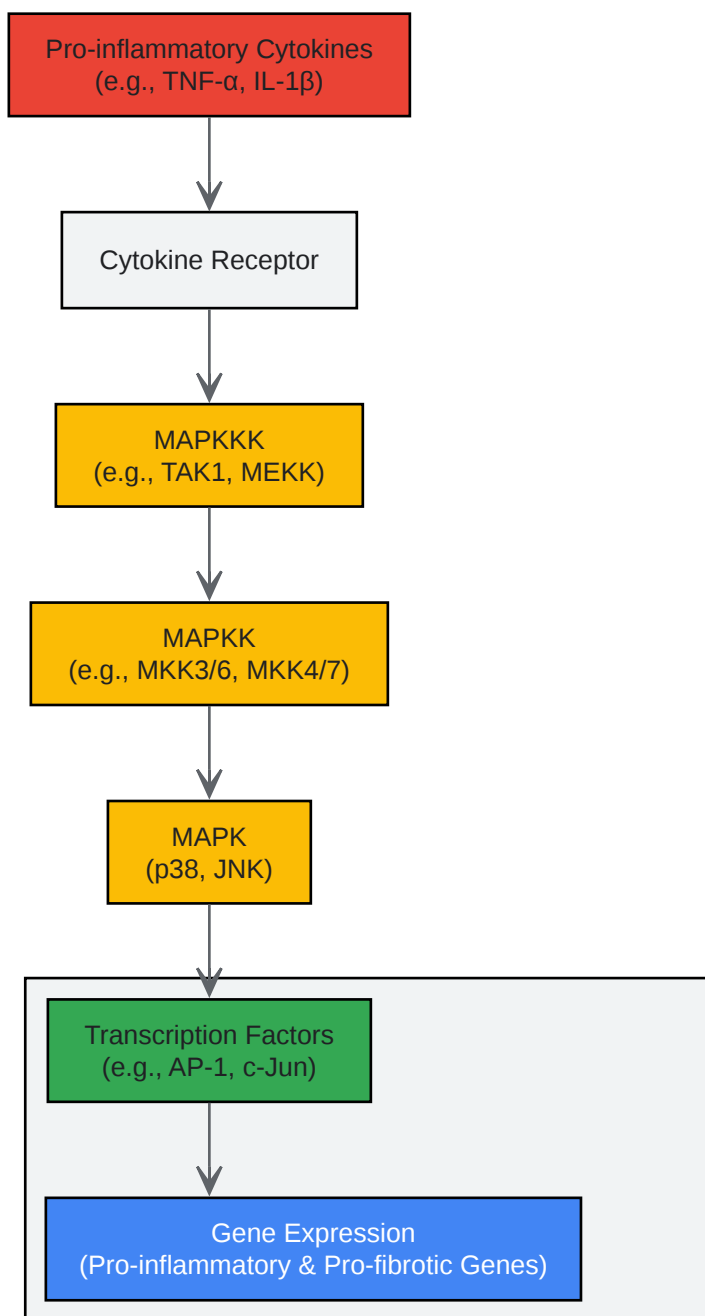 Pro-inflammatory Cytokines
(e.g., TNF-α, IL-1β)
Cytokine Receptor
MAPKKK
(e.g., TAK1, MEKK)
MAPKK
(e.g., MKK3/6, MKK4/7)
MAPK
(p38, JNK)
Transcription Factors
(e.g., AP-1, c-Jun)
Gene Expression
(Pro-inflammatory & Pro-fibrotic Genes)